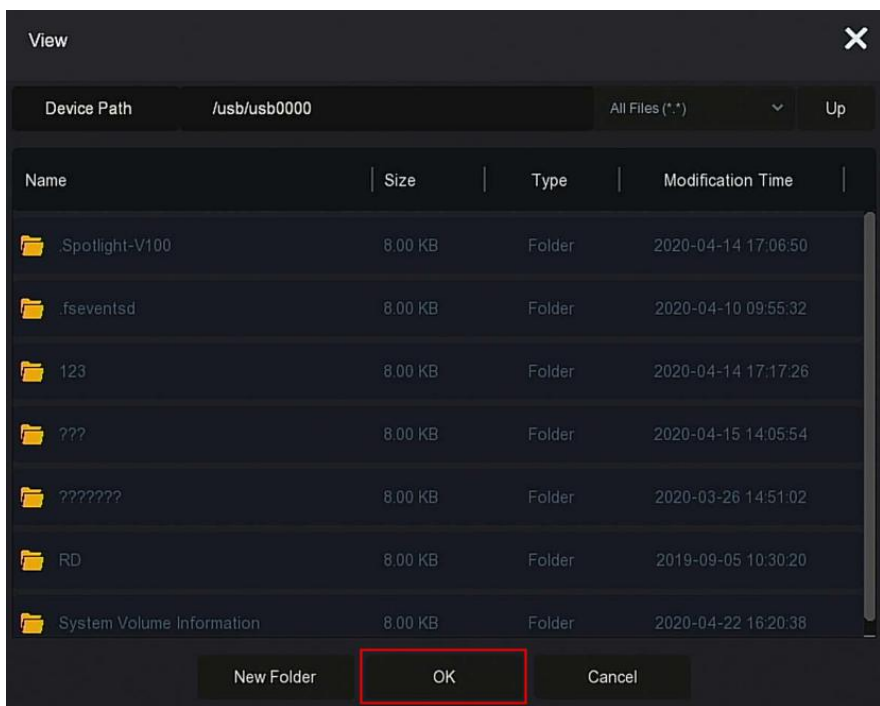 View
Device Path /usb/usb0000 All Files (*.*) Up
Name Size Type Modification Time
.Spotlight-V100 8.00 KB Folder 2020-04-14 17:06:50
.fseventsd 8.00 KB Folder 2020-04-10 09:55:32
123 8.00 KB Folder 2020-04-14 17:17:26
??? 8.00 KB Folder 2020-04-15 14:05:54
??????? 8.00 KB Folder 2020-03-26 14:51:02
RD 8.00 KB Folder 2019-09-05 10:30:20
System Volume Information 8.00 KB Folder 2020-04-22 16:20:38
New Folder OK Cancel